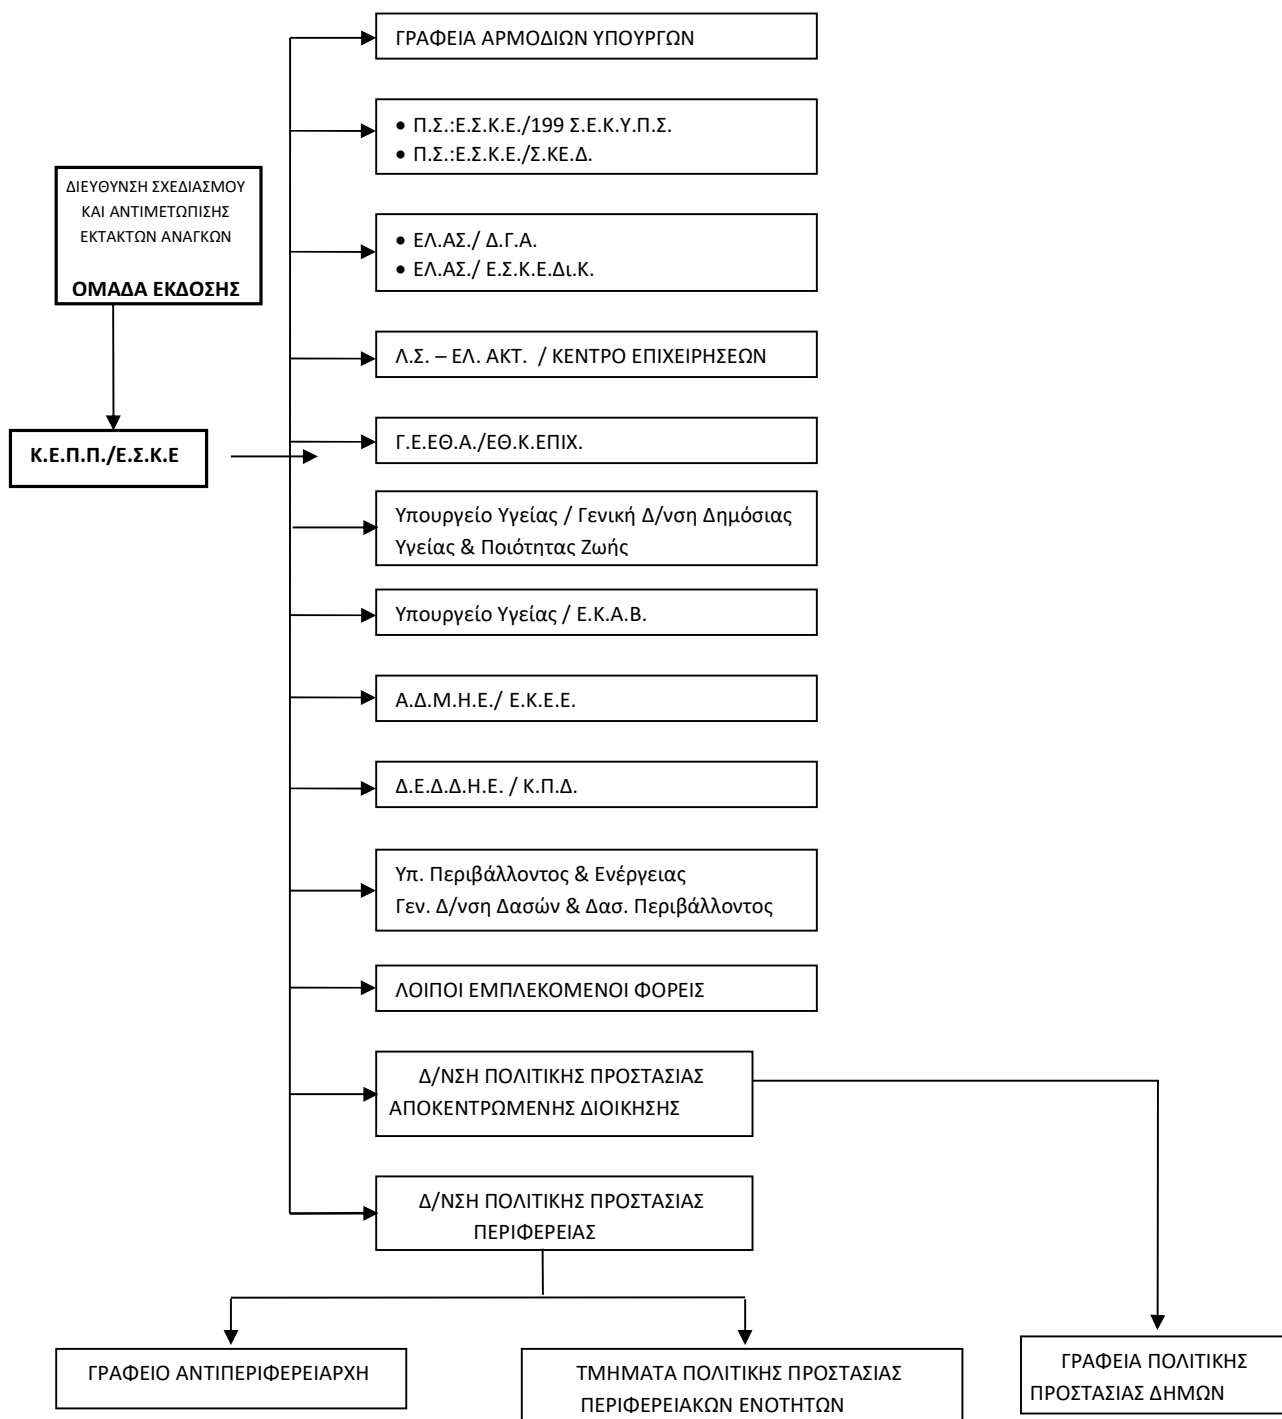 ΓΡΑΦΕΙΑ ΑΡΜΟΔΙΩΝ ΥΠΟΥΡΓΩΝ
• Π.Σ.:Ε.Σ.Κ.Ε./199 Σ.Ε.Κ.Υ.Π.Σ.
• Π.Σ.:Ε.Σ.Κ.Ε./Σ.ΚΕ.Δ.
ΔΙΕΥΘΥΝΣΗ ΣΧΕΔΙΑΣΜΟΥ
ΚΑΙ ΑΝΤΙΜΕΤΩΠΙΣΗΣ
ΕΚΤΑΚΤΩΝ ΑΝΑΓΚΩΝ
ΟΜΑΔΑ ΕΚΔΟΣΗΣ
• ΕΛ.ΑΣ./ Δ.Γ.Α.
• ΕΛ.ΑΣ./ Ε.Σ.Κ.Ε.Δι.Κ.
Λ.Σ. – ΕΛ. ΑΚΤ. / ΚΕΝΤΡΟ ΕΠΙΧΕΙΡΗΣΕΩΝ
Κ.Ε.Π.Π./Ε.Σ.Κ.Ε
Γ.Ε.ΕΘ.Α./ΕΘ.Κ.ΕΠΙΧ.
Υπουργείο Υγείας / Γενική Δ/νση Δημόσιας
Υγείας & Ποιότητας Ζωής
Υπουργείο Υγείας / Ε.Κ.Α.Β.
Α.Δ.Μ.Η.Ε./ Ε.Κ.Ε.Ε.
Δ.Ε.Δ.Δ.Η.Ε. / Κ.Π.Δ.
Υπ. Περιβάλλοντος & Ενέργειας
Γεν. Δ/νση Δασών & Δασ. Περιβάλλοντος
ΛΟΙΠΟΙ ΕΜΠΛΕΚΟΜΕΝΟΙ ΦΟΡΕΙΣ
Δ/ΝΣΗ ΠΟΛΙΤΙΚΗΣ ΠΡΟΣΤΑΣΙΑΣ
ΑΠΟΚΕΝΤΡΩΜΕΝΗΣ ΔΙΟΙΚΗΣΗΣ
Δ/ΝΣΗ ΠΟΛΙΤΙΚΗΣ ΠΡΟΣΤΑΣΙΑΣ
ΠΕΡΙΦΕΡΕΙΑΣ
ΓΡΑΦΕΙΟ ΑΝΤΙΠΕΡΙΦΕΡΕΙΑΡΧΗ
ΤΜΗΜΑΤΑ ΠΟΛΙΤΙΚΗΣ ΠΡΟΣΤΑΣΙΑΣ
ΠΕΡΙΦΕΡΕΙΑΚΩΝ ΕΝΟΤΗΤΩΝ
ΓΡΑΦΕΙΑ ΠΟΛΙΤΙΚΗΣ
ΠΡΟΣΤΑΣΙΑΣ ΔΗΜΩΝ